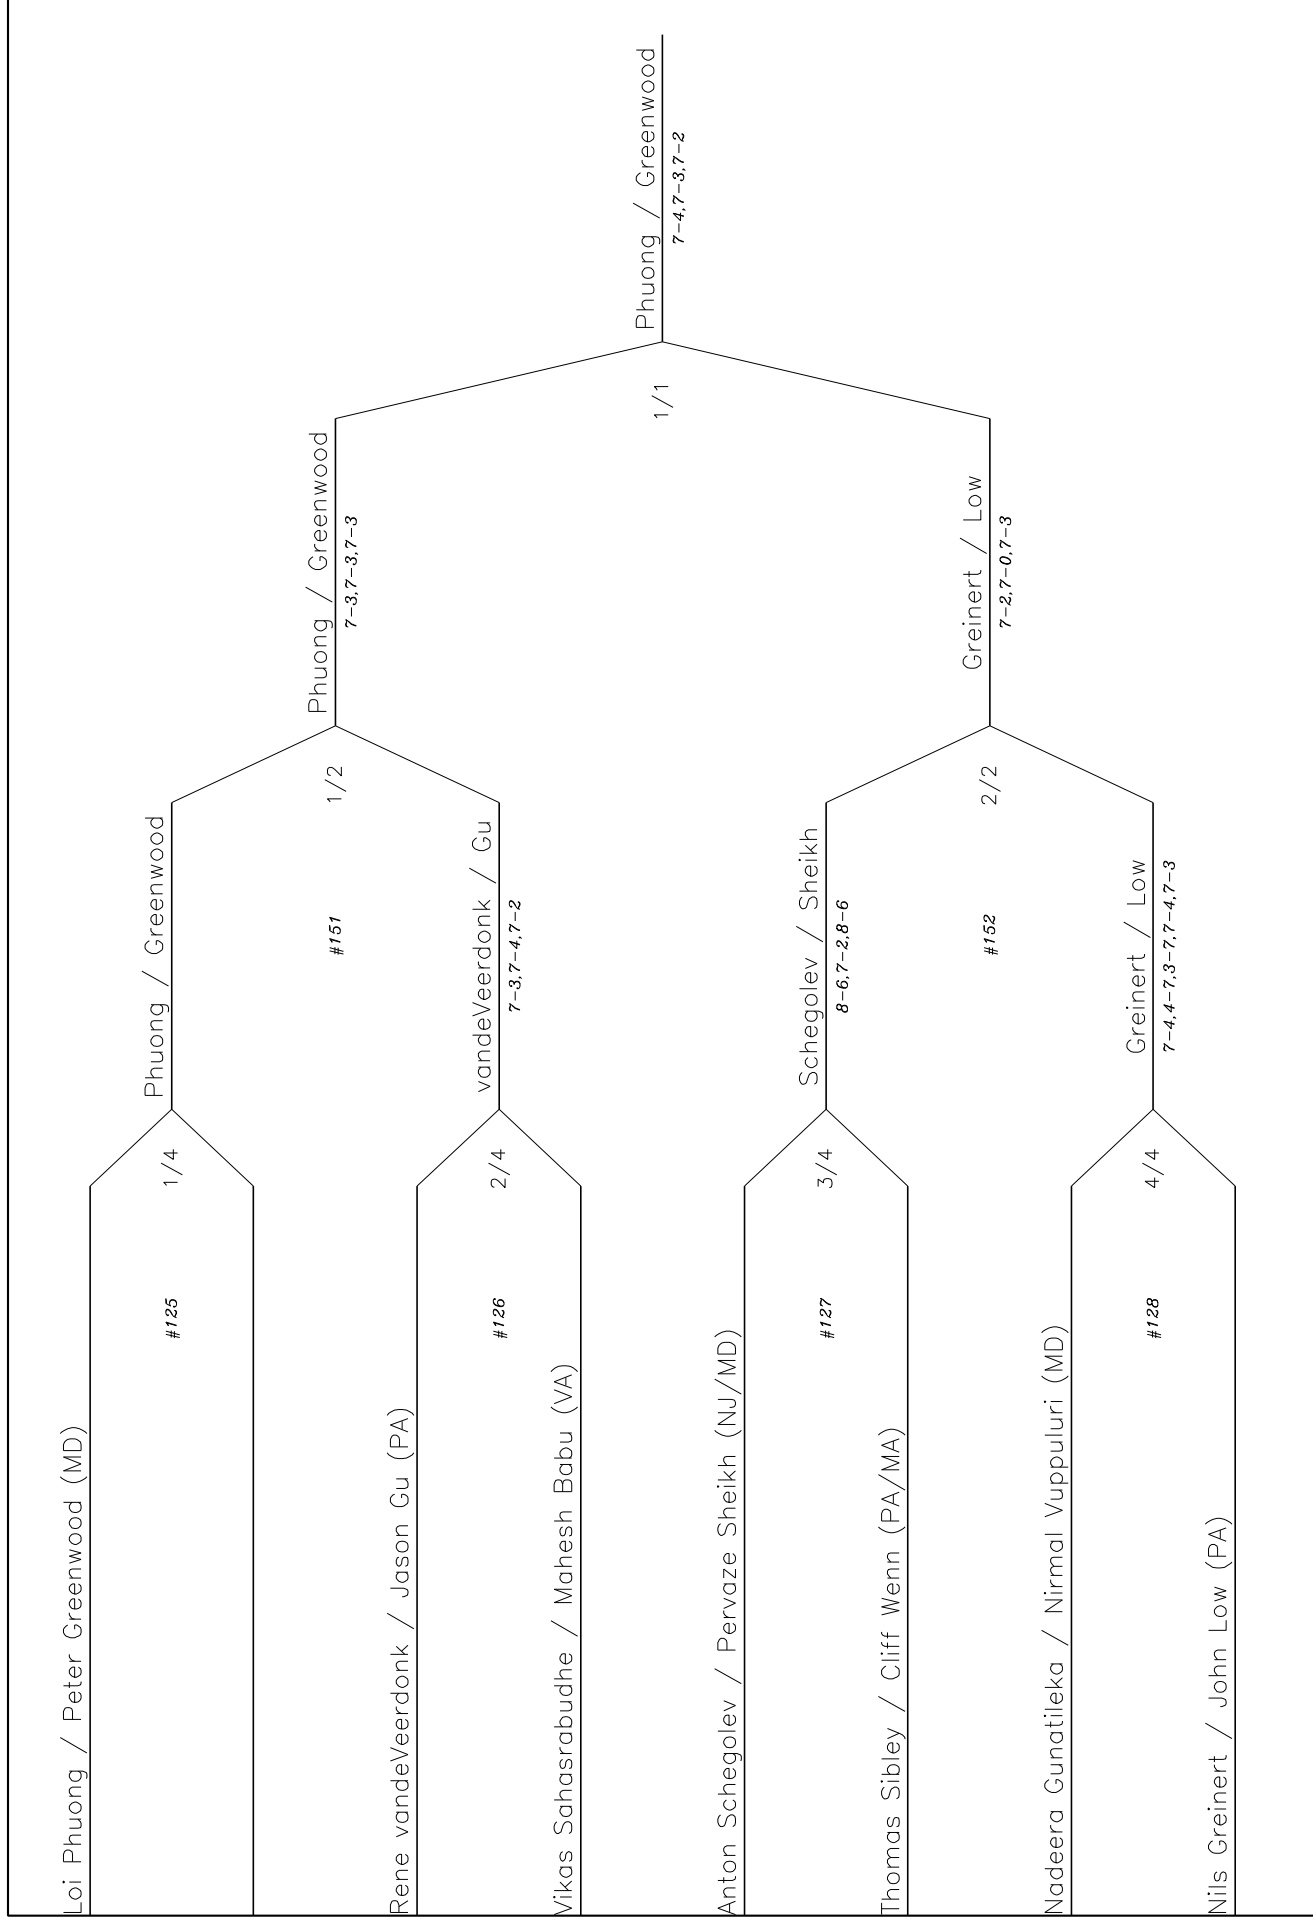 Loi Phuong / Peter Greenwood (MD)
#125
1/4
Phuong / Greenwood
Rene vandeVeerdonk / Jason Gu (PA)
#126
2/4
Vikas Sahasrabudhe / Mahesh Babu (VA)
vandeVeerdonk / Gu
7-3,7-4,7-2
#151
1/2
Phuong / Greenwood
7-3,7-3,7-3
Anton Schegolev / Pervaze Sheikh (NJ/MD)
#127
3/4
Thomas Sibley / Cliff Wenn (PA/MA)
Schegolev / Sheikh
8-6,7-2,8-6
Nadeera Gunatileka / Nirmal Vuppuluri (MD)
#128
4/4
Nils Greinert / John Low (PA)
Greinert / Low
7-4,4-7,3-7,7-4,7-3
#152
2/2
Greinert / Low
7-2,7-0,7-3
1/1
Phuong / Greenwood
7-4,7-3,7-2